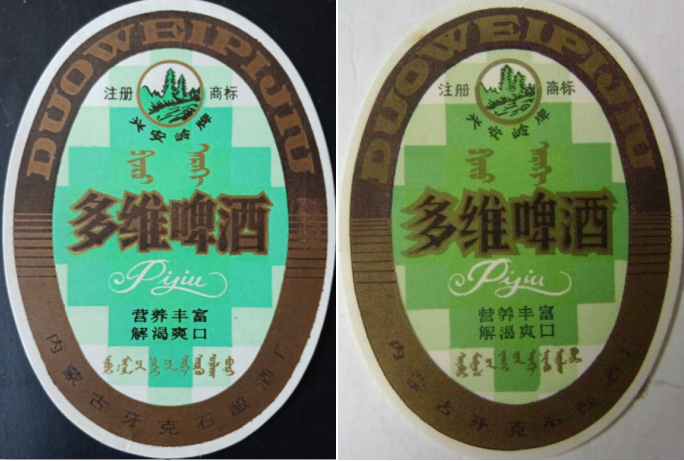 DUOWEIPIJIU
注册 商标
兴安岭牌
多维啤酒
Pijiu
营养丰富
解渴爽口
内蒙古牙克石酿酒厂
DUOWEIPIJIU
注册 商标
兴安岭牌
多维啤酒
Pijiu
营养丰富
解渴爽口
内蒙古牙克石酿酒厂